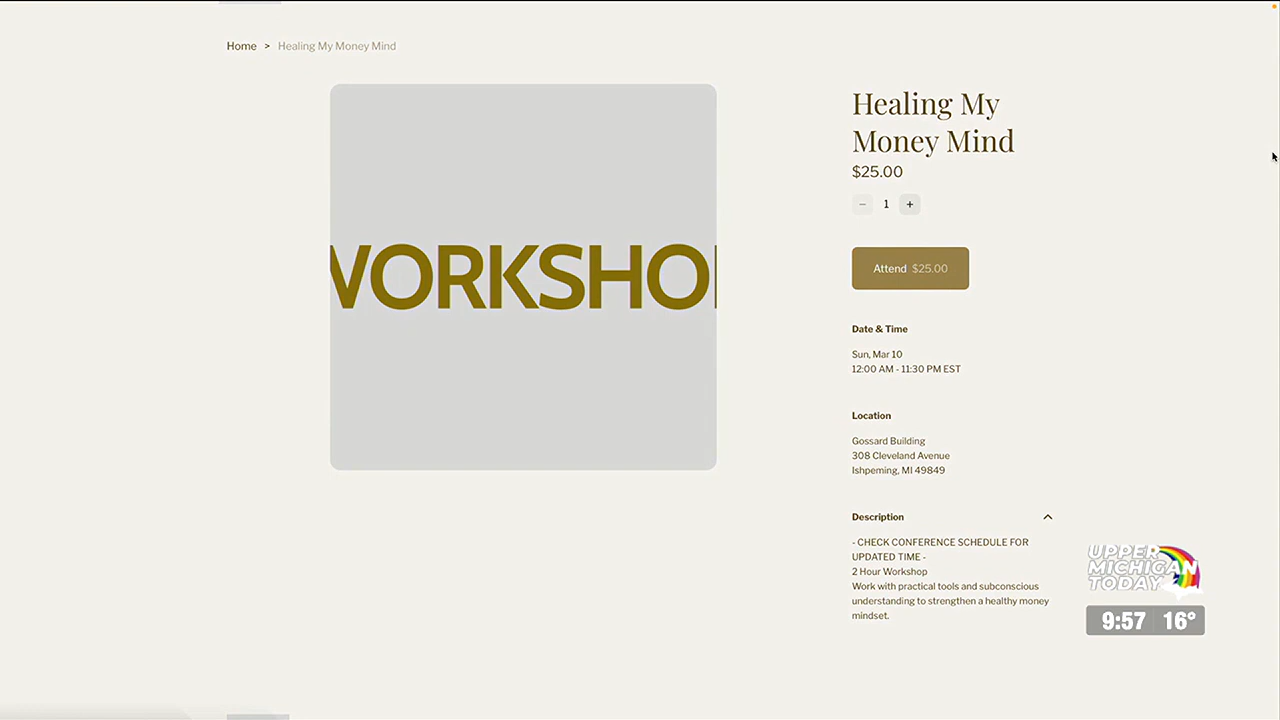 Home > Healing My Money Mind
WORKSHO
Healing My
Money Mind
$25.00
− 1 +
Attend $25.00
Date & Time
Sun, Mar 10
12:00 AM - 11:30 PM EST
Location
Gossard Building
308 Cleveland Avenue
Ishpeming, MI 49849
Description
- CHECK CONFERENCE SCHEDULE FOR
UPDATED TIME -
2 Hour Workshop
Work with practical tools and subconscious
understanding to strengthen a healthy money
mindset.
UPPER
MICHIGAN
TODAY
9:57 16°